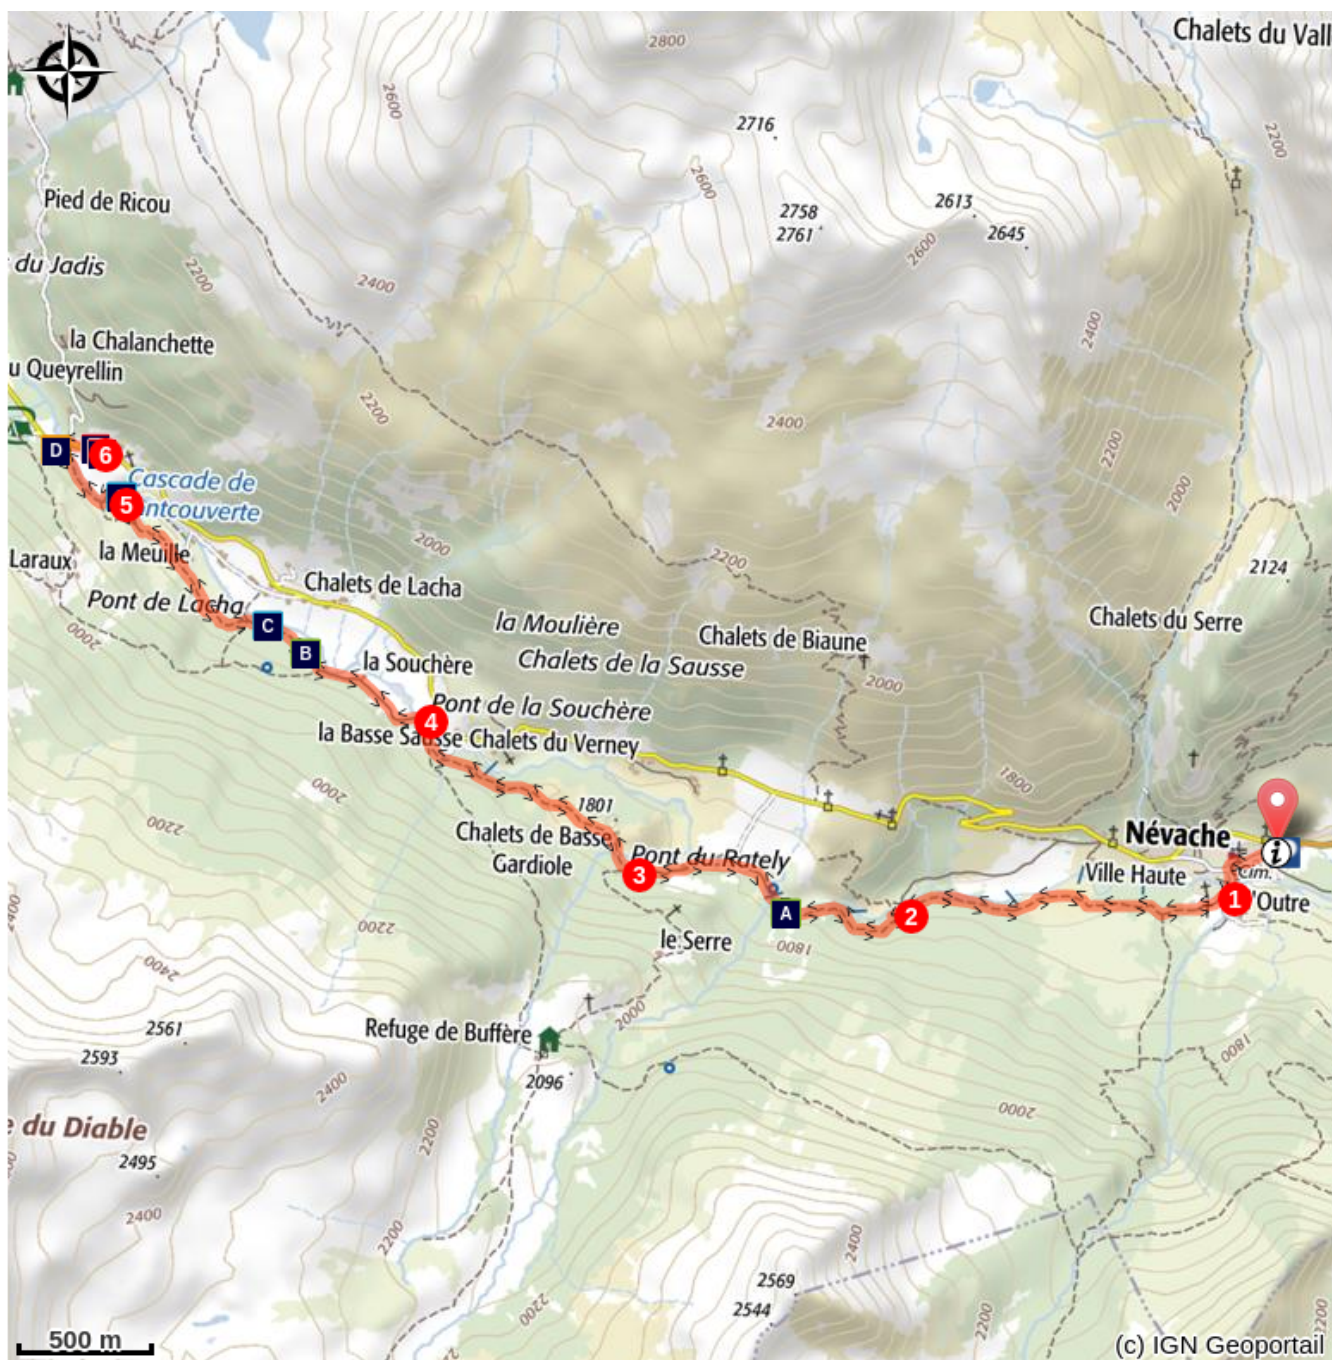 Chalets du Vall
2800
2600
2716
2200
2600
Pied de Ricou
2758
2761
2613
2645
2600
du Jadis
2200
2400
2400
la Chalanchette
u Queyrellin
2200
2400
2200
D
6
Cascade de
5
ntcouverte
2000
2000
2200
2124
Laraux
la Meuille
Chalets de Lacha
Pont de Lacha
C
la Moulière
Chalets du Serre
2000
B
la Souchère
Chalets de la Sausse
Chalets de Biaune
2000
4
Pont de la Souchère
la Basse Sausse
Chalets du Verney
2000
1800
2200
1801
Chalets de Basse
Gardiole
Pont du Rately
Névache
i
3
Ville Haute
Cim.
1
'Outre
2400
2200
A
2
le Serre
1800
2400
2561
2593
Refuge de Buffère
2000
1800
2096
2400
2000
e du Diable
2200
2495
2400
2200
2400
2569
2544
2200
2200
2200
500 m
(c) IGN Geoportail